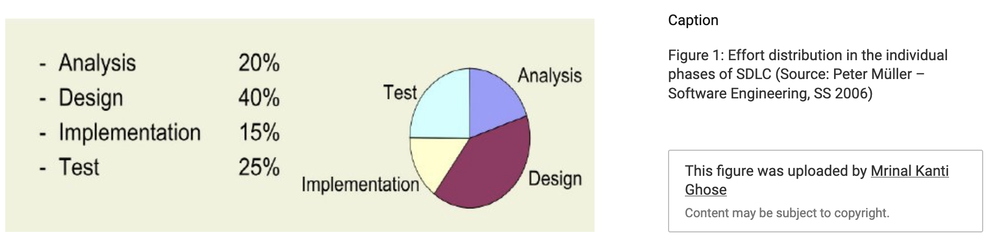 - Analysis 20%
- Design 40%
- Implementation 15%
- Test 25%
Analysis
Test
Design
Implementation
Caption
Figure 1: Effort distribution in the individual
phases of SDLC (Source: Peter Müller –
Software Engineering, SS 2006)
This figure was uploaded by Mrinal Kanti
Ghose
Content may be subject to copyright.